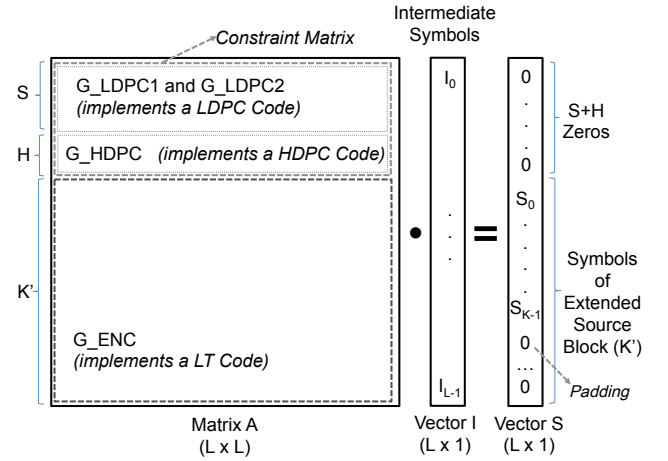 Intermediate
Symbols
Constraint Matrix
S
G_LDPC1 and G_LDPC2
(implements a LDPC Code)
H
G_HDPC (implements a HDPC Code)
K'
G_ENC
(implements a LT Code)
I0
.
.
.
IL-1
•
=
0
.
.
.
0
S0
.
.
.
.
SK-1
0
...
0
S+H
Zeros
Symbols
of
Extended
Source
Block (K')
Padding
Matrix A
(L x L)
Vector I
(L x 1)
Vector S
(L x 1)